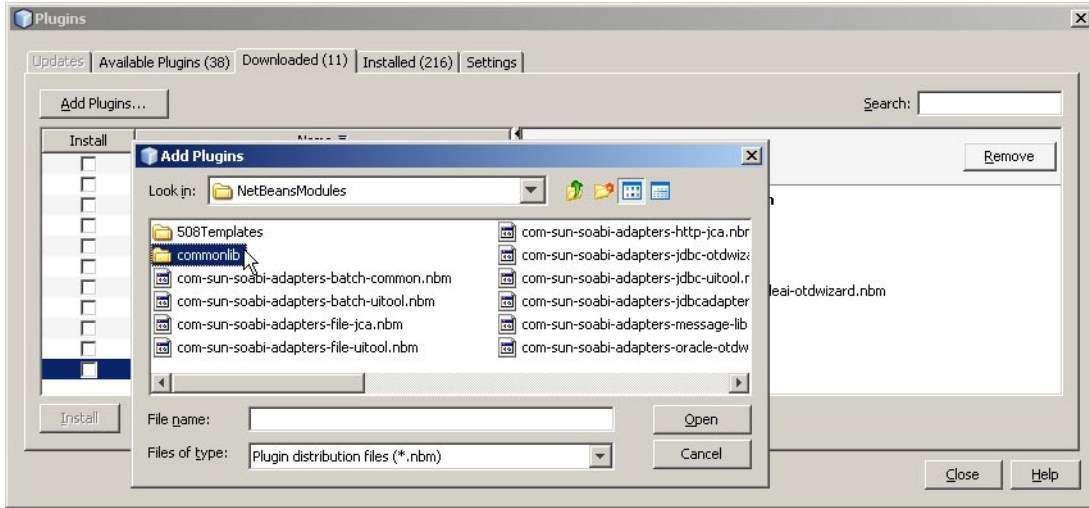 Plugins
Updates Available Plugins (38) Downloaded (11) Installed (216) Settings
Add Plugins... Search:
Install
Remove
Add Plugins
Look in: NetBeansModules
508Templates
commonlib
com-sun-soabi-adapters-batch-common.nbm
com-sun-soabi-adapters-batch-uitool.nbm
com-sun-soabi-adapters-file-jca.nbm
com-sun-soabi-adapters-file-uitool.nbm
com-sun-soabi-adapters-http-jca.nbr
com-sun-soabi-adapters-jdbc-otdwiza
com-sun-soabi-adapters-jdbc-uitool.r
com-sun-soabi-adapters-jdbcadapter
com-sun-soabi-adapters-message-lib
com-sun-soabi-adapters-oracle-otdw
leai-otdwizard.nbm
Install
File name: Open
Files of type: Plugin distribution files (*.nbm) Cancel
Close Help